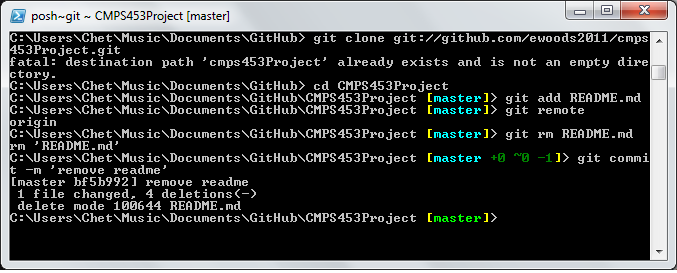 posh~git ~ CMPS453Project [master]
C:\Users\Chet\Music\Documents\GitHub> git clone git://github.com/ewoods2011/cmps
453Project.git
fatal: destination path 'cmps453Project' already exists and is not an empty dire
ctory.
C:\Users\Chet\Music\Documents\GitHub> cd CMPS453Project
C:\Users\Chet\Music\Documents\GitHub\CMPS453Project [master]> git add README.md
C:\Users\Chet\Music\Documents\GitHub\CMPS453Project [master]> git remote
origin
C:\Users\Chet\Music\Documents\GitHub\CMPS453Project [master]> git rm README.md
rm 'README.md'
C:\Users\Chet\Music\Documents\GitHub\CMPS453Project [master +0 ~0 -1]> git commi
t -m 'remove readme'
[master bf5b992] remove readme
 1 file changed, 4 deletions(-)
 delete mode 100644 README.md
C:\Users\Chet\Music\Documents\GitHub\CMPS453Project [master]>